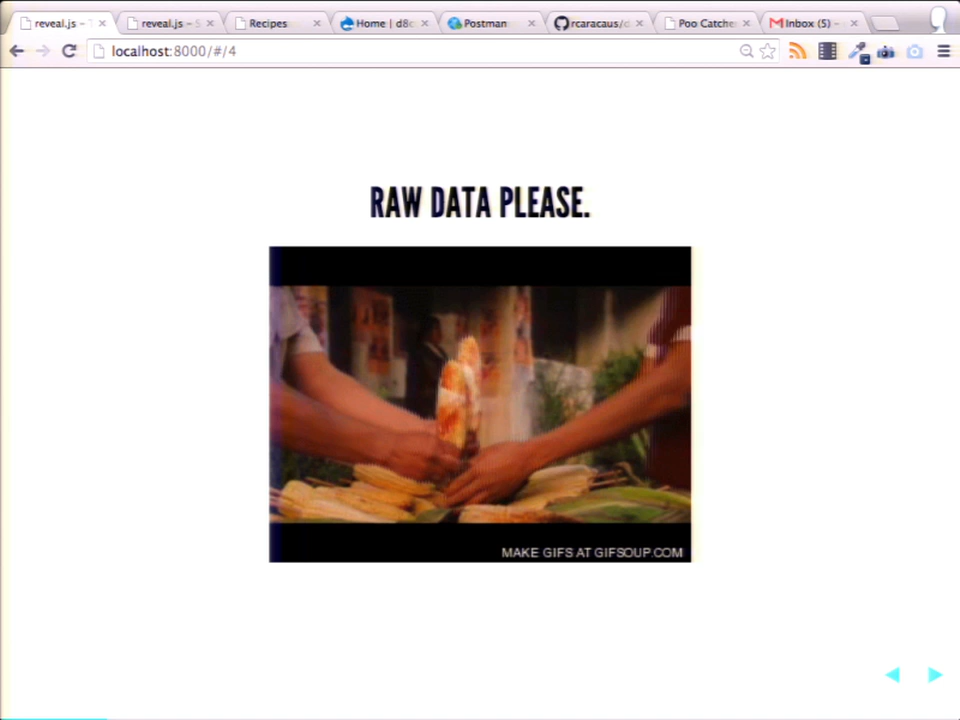 reveal.js – T
reveal.js – S
Recipes
Home | d8c
Postman
rcaracaus/d
Poo Catche
Inbox (5) –
localhost:8000/#/4
RAW DATA PLEASE.
MAKE GIFS AT GIFSOUP.COM